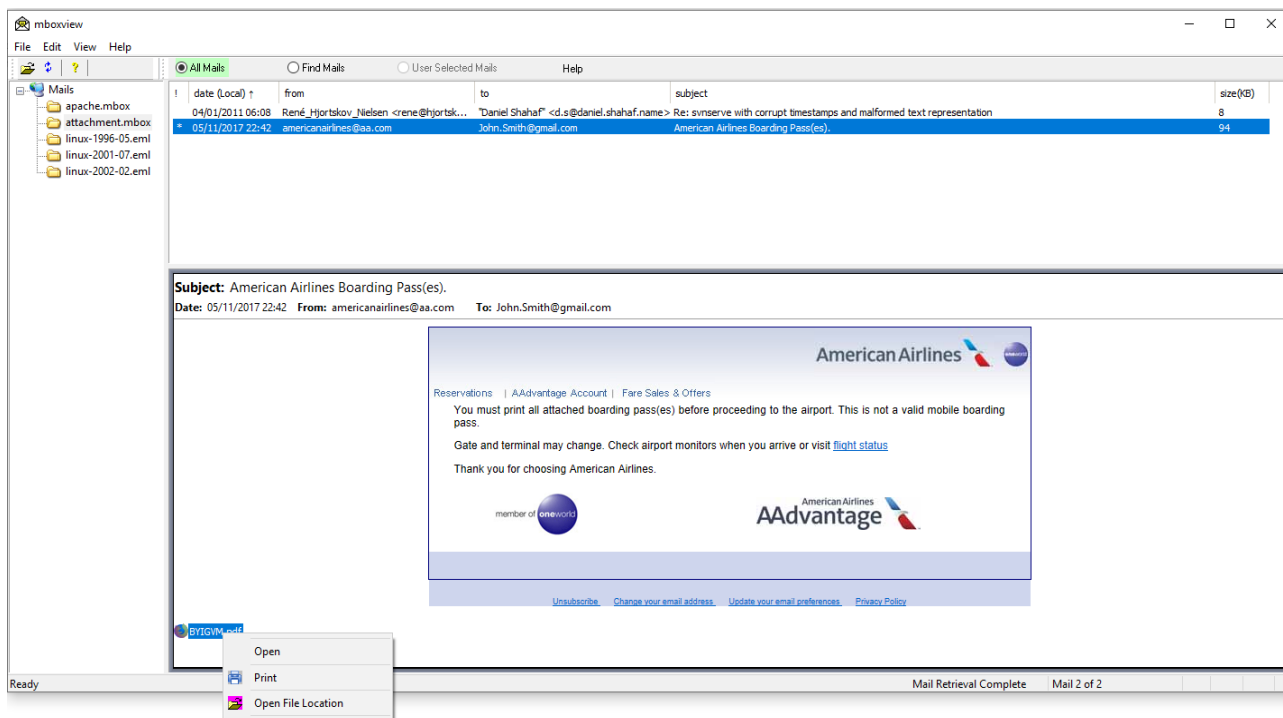 mboxview
File Edit View Help
All Mails Find Mails User Selected Mails Help
Mails
apache.mbox
attachment.mbox
linux-1996-05.eml
linux-2001-07.eml
linux-2002-02.eml
! date (Local) ↑ from to subject size(KB)
04/01/2011 06:08 René_Hjortskov_Nielsen <rene@hjortsk... "Daniel Shahaf" <d.s@daniel.shahaf.name> Re: svnserve with corrupt timestamps and malformed text representation 8
* 05/11/2017 22:42 americanairlines@aa.com John.Smith@gmail.com American Airlines Boarding Pass(es). 94
Subject: American Airlines Boarding Pass(es).
Date: 05/11/2017 22:42 From: americanairlines@aa.com To: John.Smith@gmail.com
American Airlines oneworld
Reservations | AAdvantage Account | Fare Sales & Offers
You must print all attached boarding pass(es) before proceeding to the airport. This is not a valid mobile boarding
pass.
Gate and terminal may change. Check airport monitors when you arrive or visit flight status
Thank you for choosing American Airlines.
member of oneworld
American Airlines
AAdvantage
Unsubscribe Change your email address Update your email preferences Privacy Policy
BYIGVM.pdf
Open
Print
Open File Location
Ready Mail Retrieval Complete Mail 2 of 2